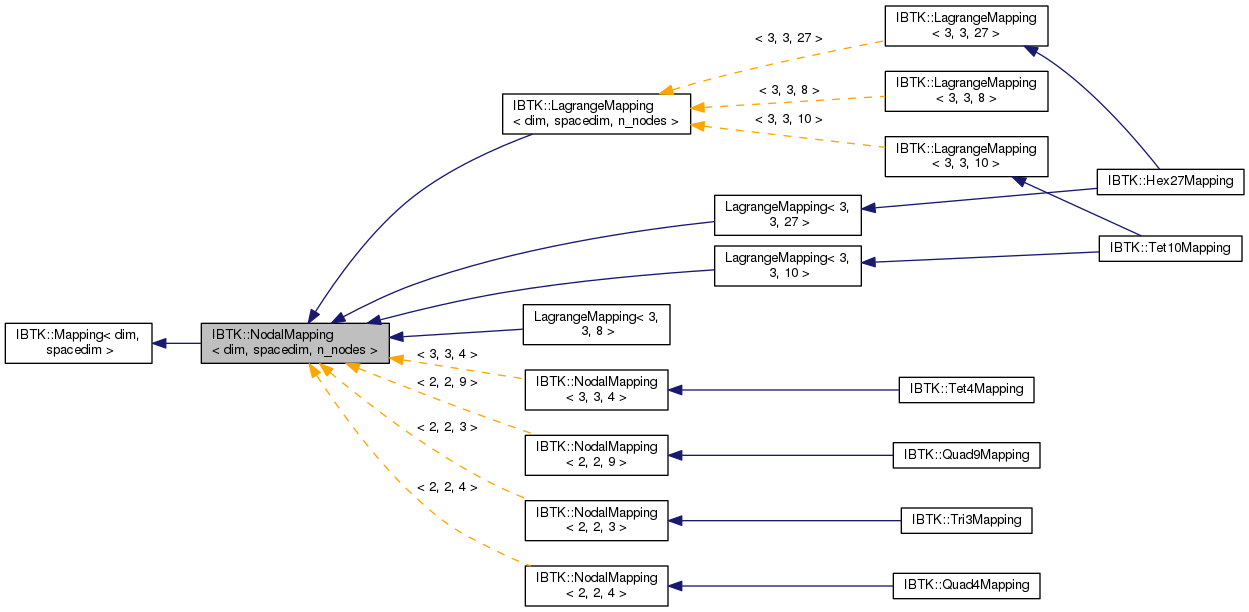 IBTK::LagrangeMapping
< 3, 3, 27 >
< 3, 3, 27 >
IBTK::LagrangeMapping
< 3, 3, 8 >
< 3, 3, 8 >
IBTK::LagrangeMapping
< dim, spacedim, n_nodes >
< 3, 3, 10 >
IBTK::LagrangeMapping
< 3, 3, 10 >
IBTK::Hex27Mapping
LagrangeMapping< 3,
3, 27 >
IBTK::Tet10Mapping
LagrangeMapping< 3,
3, 10 >
LagrangeMapping< 3,
3, 8 >
IBTK::Mapping< dim,
spacedim >
IBTK::NodalMapping
< dim, spacedim, n_nodes >
< 3, 3, 4 >
IBTK::NodalMapping
< 3, 3, 4 >
IBTK::Tet4Mapping
< 2, 2, 9 >
IBTK::NodalMapping
< 2, 2, 9 >
IBTK::Quad9Mapping
< 2, 2, 3 >
IBTK::NodalMapping
< 2, 2, 3 >
IBTK::Tri3Mapping
< 2, 2, 4 >
IBTK::NodalMapping
< 2, 2, 4 >
IBTK::Quad4Mapping